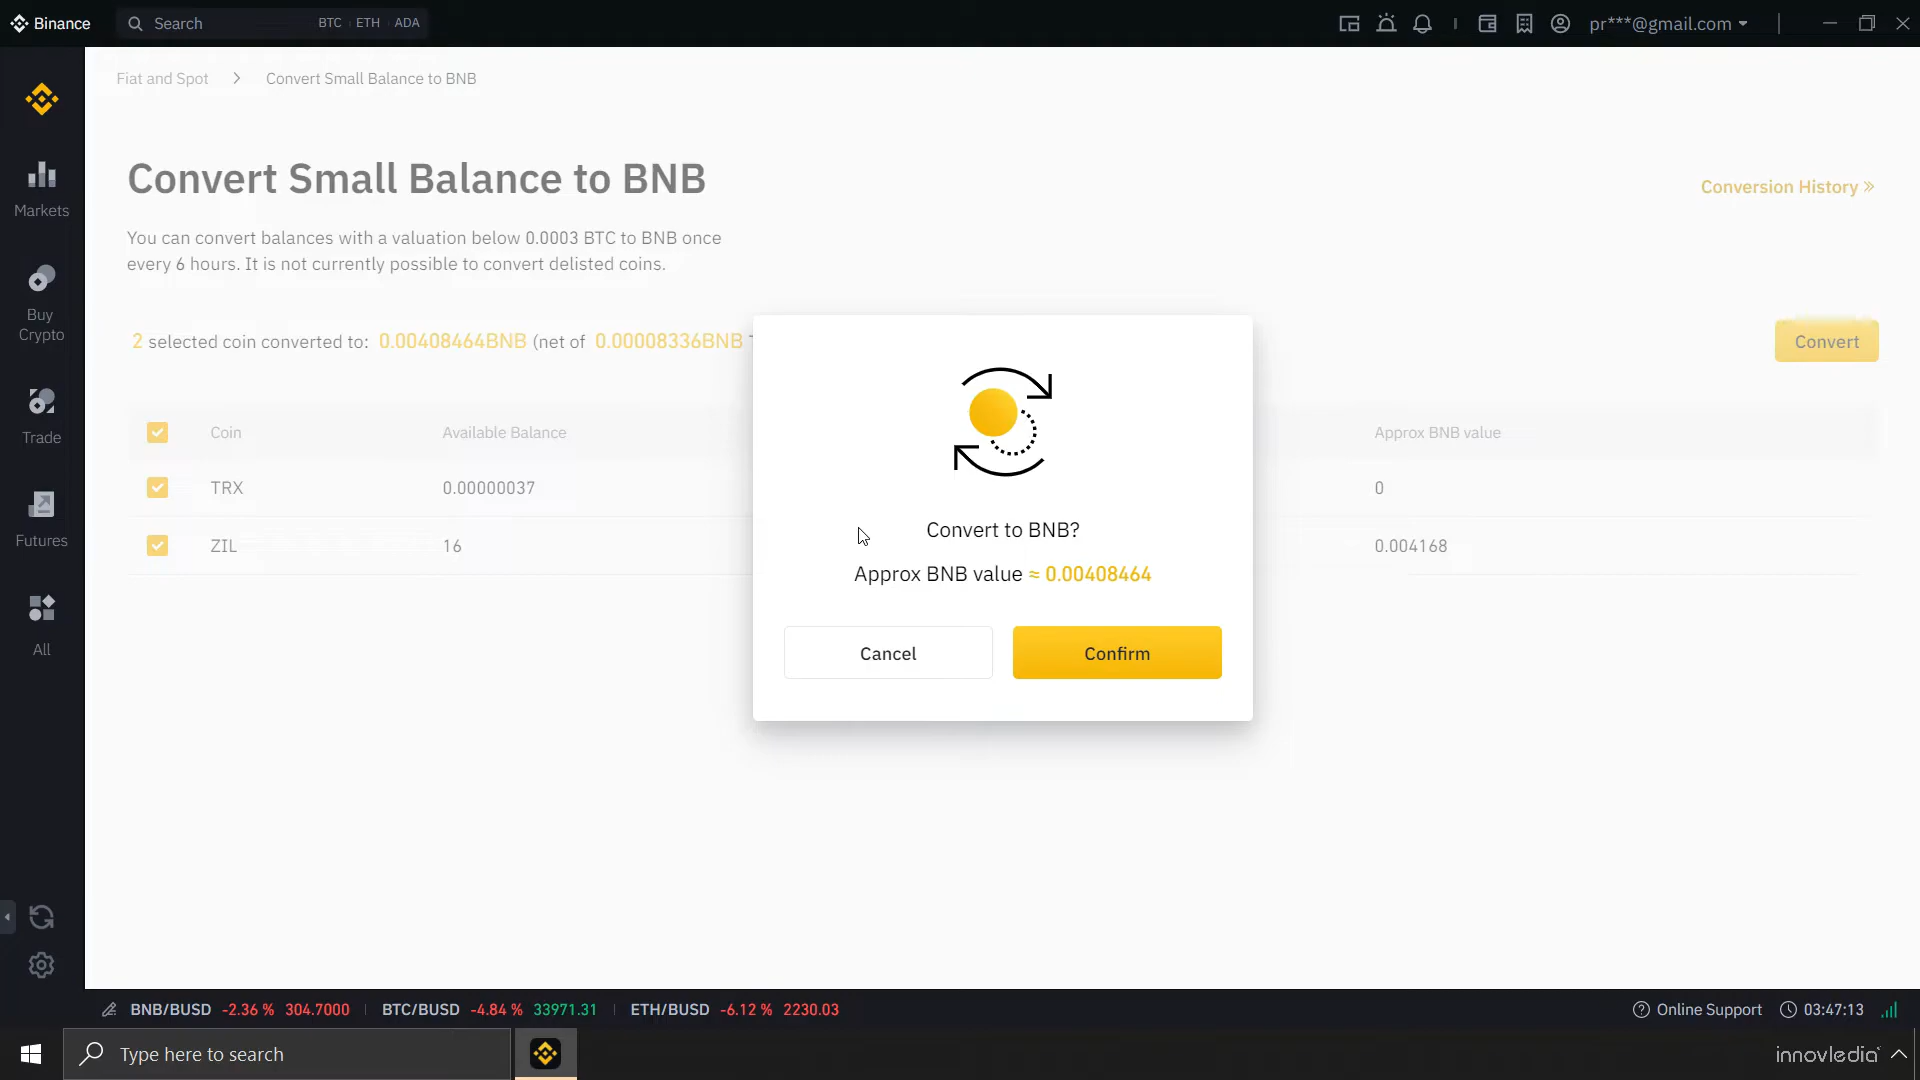 Binance
Search BTC ETH ADA
pr***@gmail.com
Fiat and Spot > Convert Small Balance to BNB
Markets
Buy
Crypto
Trade
Futures
All
Convert Small Balance to BNB
Conversion History »
You can convert balances with a valuation below 0.0003 BTC to BNB once
every 6 hours. It is not currently possible to convert delisted coins.
2 selected coin converted to: 0.00408464BNB (net of 0.00008336BNB
Convert
Coin Available Balance Approx BNB value
TRX 0.00000037 0
ZIL 16 0.004168
Convert to BNB?
Approx BNB value ≈ 0.00408464
Cancel Confirm
BNB/BUSD -2.36 % 304.7000 BTC/BUSD -4.84 % 33971.31 ETH/BUSD -6.12 % 2230.03
Online Support 03:47:13
Type here to search
innovledia